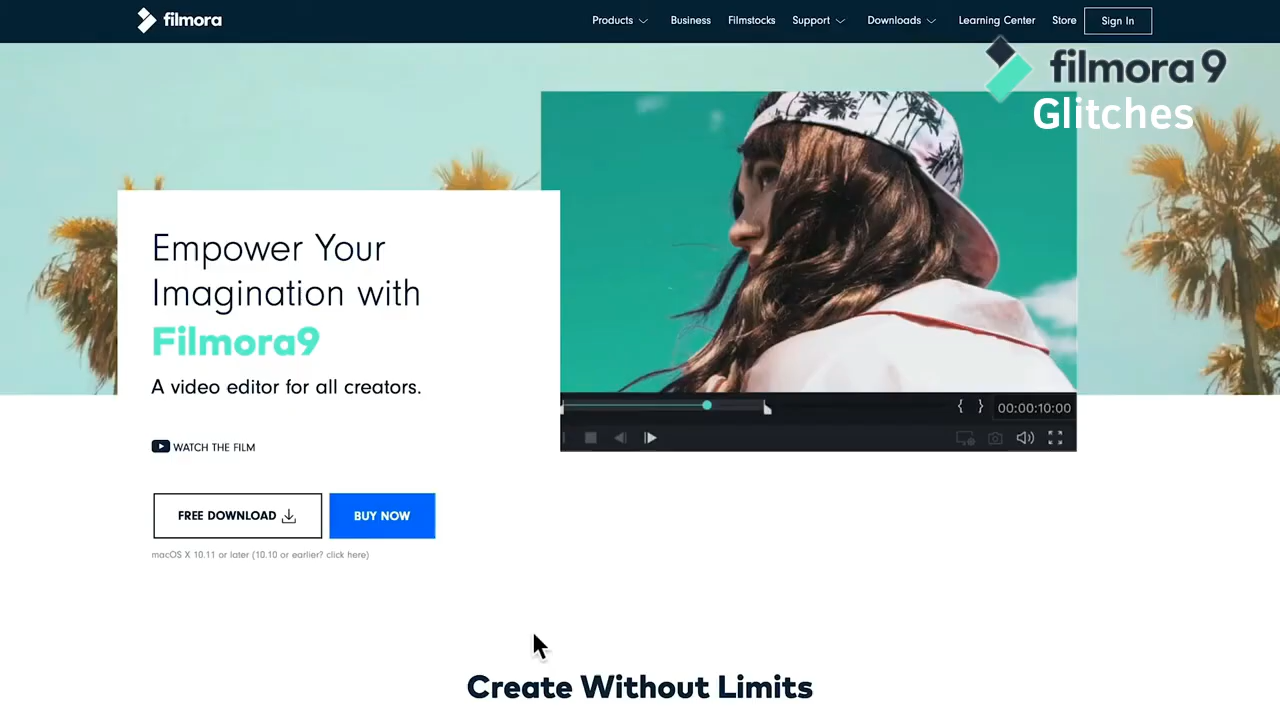 filmora
Products Business Filmstocks Support Downloads Learning Center Store Sign In
filmora 9
Glitches
Empower Your
Imagination with
Filmora9
A video editor for all creators.
WATCH THE FILM
FREE DOWNLOAD BUY NOW
macOS X 10.11 or later (10.10 or earlier? click here)
{ } 00:00:10:00
Create Without Limits